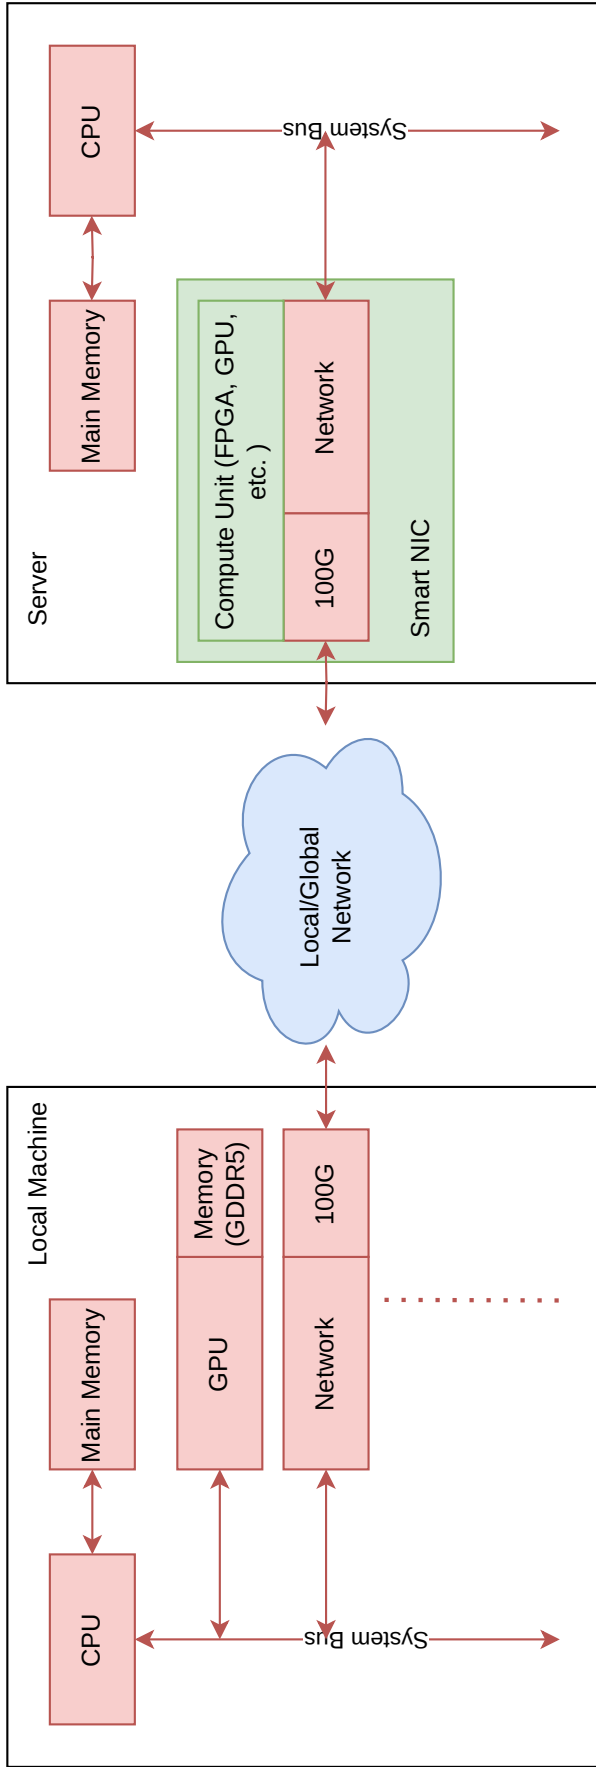 Local Machine
CPU
Main Memory
GPU
Memory
(GDDR5)
Network
100G
System Bus
Local/Global
Network
Server
Main Memory
CPU
Compute Unit (FPGA, GPU,
etc. )
100G
Network
Smart NIC
System Bus